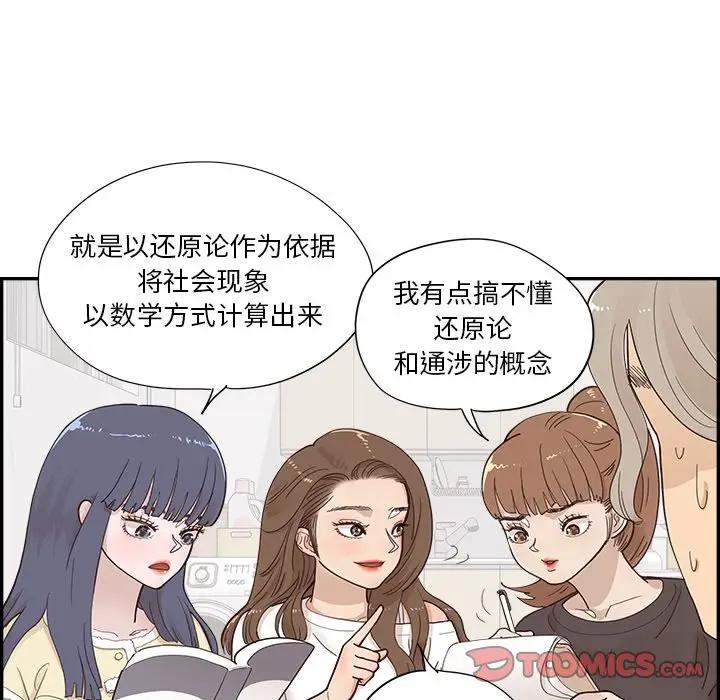 就是以还原论作为依据
将社会现象
以数学方式计算出来
我有点搞不懂
还原论
和通涉的概念
TOOMICS.COM